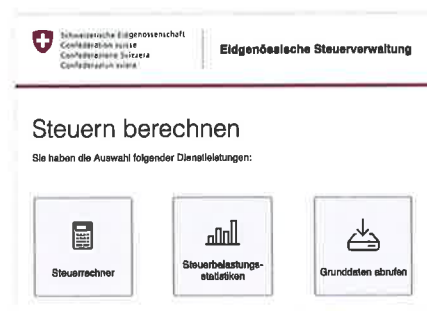 Schweizerische Eidgenossenschaft
Confédération suisse
Confederazione Svizzera
Confederaziun svizra
Eidgenössische Steuerverwaltung
Steuern berechnen
Sie haben die Auswahl folgender Dienstleistungen:
Steuerrechner
Steuerbelastungs-
statistiken
Grunddaten abrufen